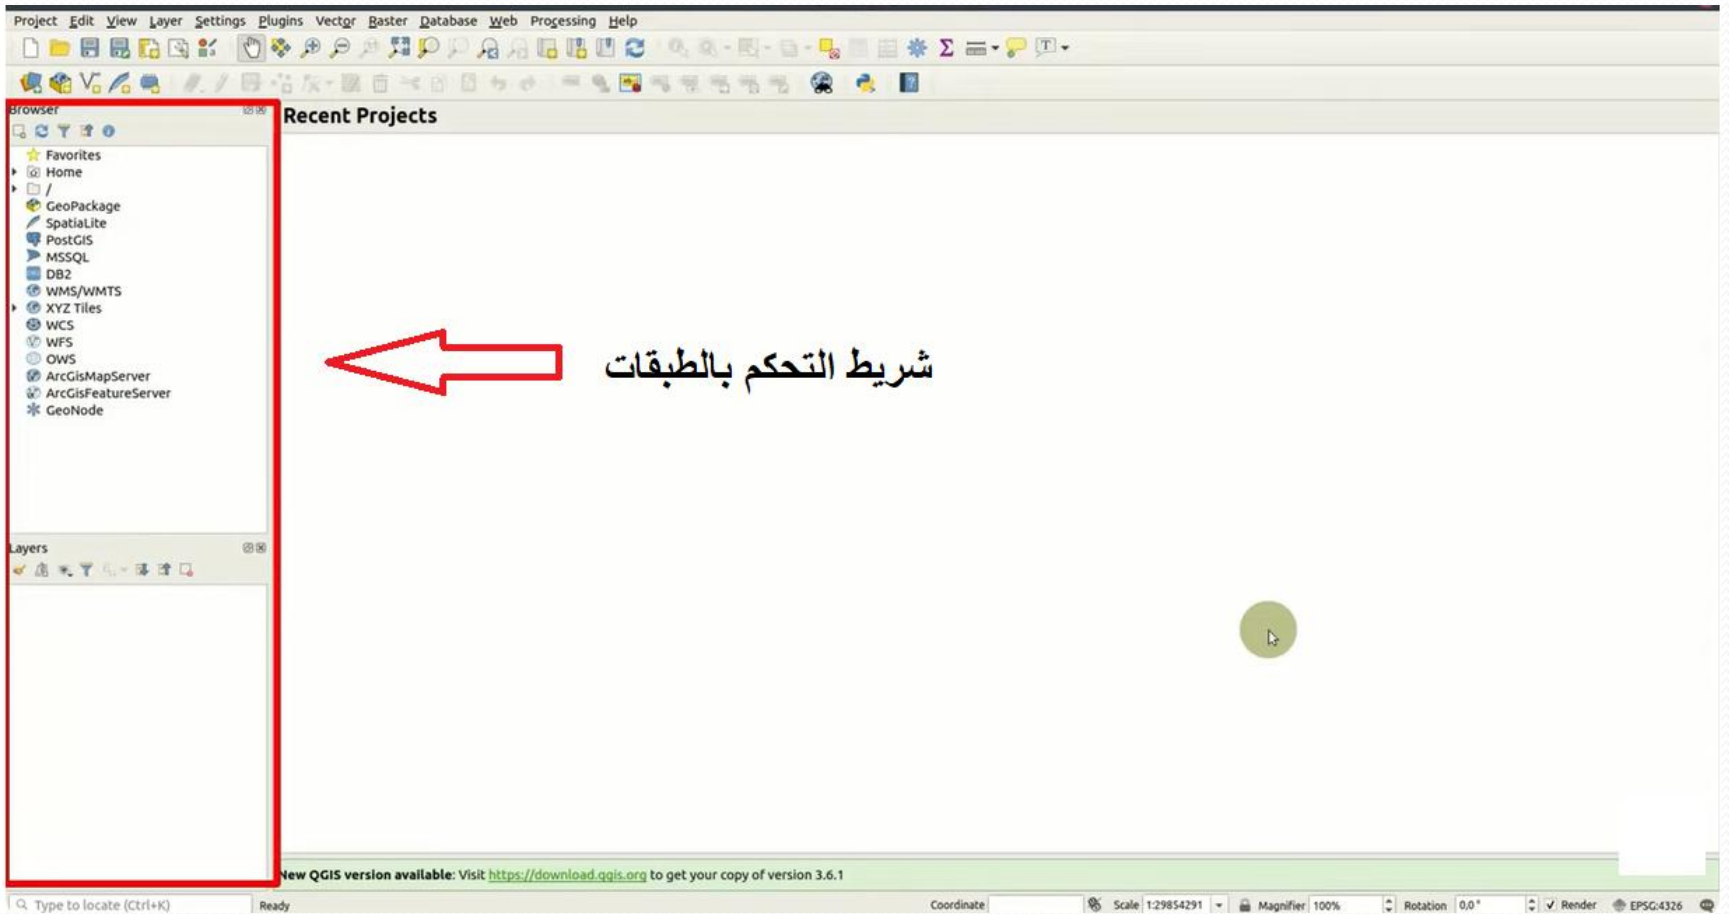 Project Edit View Layer Settings Plugins Vector Raster Database Web Processing Help
Browser
Recent Projects
Favorites
Home
/
GeoPackage
SpatiaLite
PostGIS
MSSQL
DB2
WMS/WMTS
XYZ Tiles
WCS
WFS
OWS
ArcGisMapServer
ArcGisFeatureServer
GeoNode
شريط التحكم بالطبقات
Layers
New QGIS version available: Visit https://download.qgis.org to get your copy of version 3.6.1
Type to locate (Ctrl+K) Ready Coordinate Scale 1:29854291 Magnifier 100% Rotation 0,0 ° Render EPSG:4326